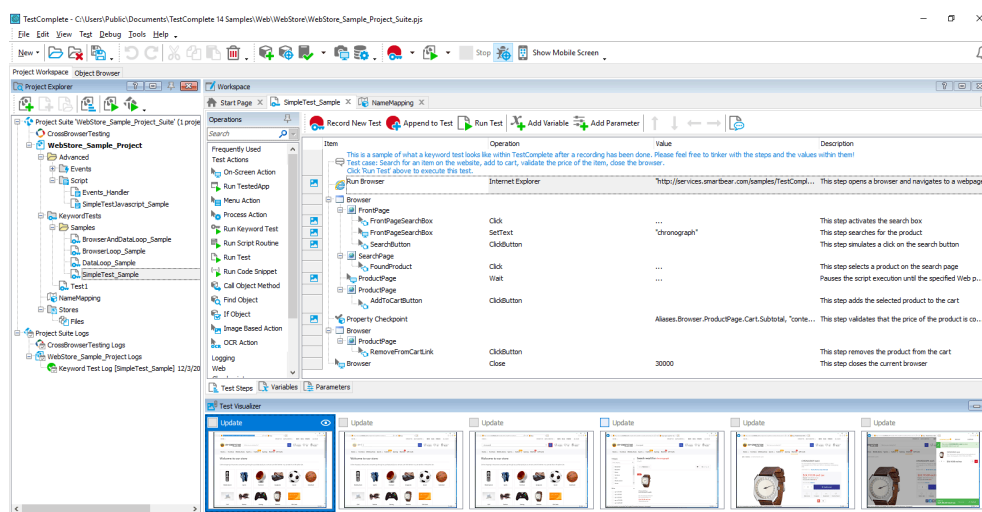 TestComplete - C:\Users\Public\Documents\TestComplete 14 Samples\Web\WebStore\WebStore_Sample_Project_Suite.pjs
File Edit View Test Debug Tools Help
New Stop Show Mobile Screen
Project Workspace Object Browser
Project Explorer
Project Suite 'WebStore_Sample_Project_Suite' (1 proje
CrossBrowserTesting
WebStore_Sample_Project
Advanced
Events
Script
Events_Handler
SimpleTestJavascript_Sample
KeywordTests
Samples
BrowserAndDataLoop_Sample
BrowserLoop_Sample
DataLoop_Sample
SimpleTest_Sample
Test1
NameMapping
Stores
Files
Project Suite Logs
CrossBrowserTesting Logs
WebStore_Sample_Project Logs
Keyword Test Log [SimpleTest_Sample] 12/3/20
Workspace
Start Page X SimpleTest_Sample X NameMapping X
Operations
Search
Frequently Used
Test Actions
On-Screen Action
Run TestedApp
Menu Action
Process Action
Run Keyword Test
Run Script Routine
Run Test
Run Code Snippet
Call Object Method
Find Object
If Object
Image Based Action
OCR Action
Logging
Web
Record New Test Append to Test Run Test Add Variable Add Parameter
Item Operation Value Description
This is a sample of what a keyword test looks like within TestComplete after a recording has been done. Please feel free to tinker with the steps and the values within them!
Test case: Search for an item on the website, add to cart, validate the price of the item, close the browser.
Click 'Run Test' above to execute this test.
Run Browser Internet Explorer "http://services.smartbear.com/samples/TestCompl... This step opens a browser and navigates to a webpage
Browser
FrontPage
FrontPageSearchBox Click ... This step activates the search box
FrontPageSearchBox SetText "chronograph" This step searches for the product
SearchButton ClickButton This step simulates a click on the search button
SearchPage
FoundProduct Click ... This step selects a product on the search page
ProductPage Wait ... Pauses the script execution until the specified Web p...
ProductPage
AddToCartButton ClickButton This step adds the selected product to the cart
Property Checkpoint Aliases.Browser.ProductPage.Cart.Subtotal, "conte... This step validates that the price of the product is co...
Browser
ProductPage
RemoveFromCartLink ClickButton This step removes the product from the cart
Browser Close 30000 This step closes the current browser
Test Steps Variables Parameters
Test Visualizer
Update Update Update Update Update Update